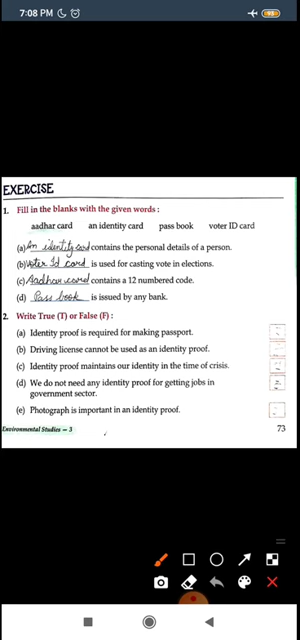 7:08 PM
93
EXERCISE
1. Fill in the blanks with the given words :
aadhar card an identity card pass book voter ID card
(a) An identity card contains the personal details of a person.
(b) Voter Id card is used for casting vote in elections.
(c) Aadhar card contains a 12 numbered code.
(d) Pass book is issued by any bank.
2. Write True (T) or False (F) :
(a) Identity proof is required for making passport.
(b) Driving license cannot be used as an identity proof.
(c) Identity proof maintains our identity in the time of crisis.
(d) We do not need any identity proof for getting jobs in
government sector.
(e) Photograph is important in an identity proof.
Environmental Studies — 3 73